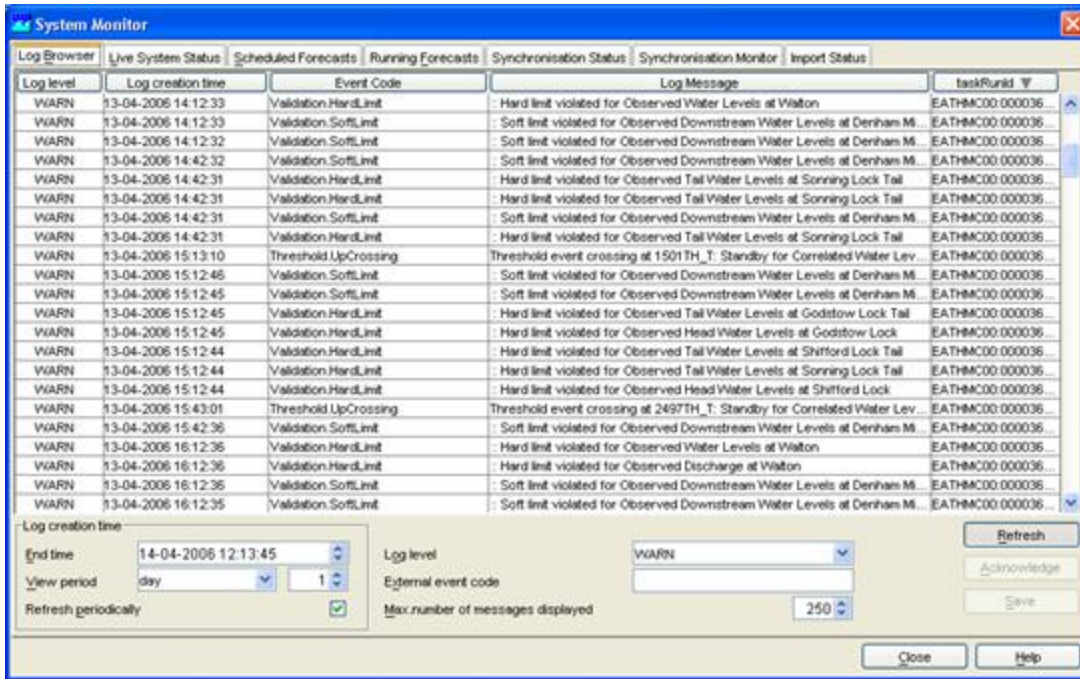 System Monitor
Log Browser Live System Status Scheduled Forecasts Running Forecasts Synchronisation Status Synchronisation Monitor Import Status
Log level Log creation time Event Code Log Message taskRunId
WARN 13-04-2006 14:12:33 Validation.HardLimit : Hard limit violated for Observed Water Levels at Walton EATHMC00:000036...
WARN 13-04-2006 14:12:33 Validation.SoftLimit : Soft limit violated for Observed Downstream Water Levels at Denham Mi... EATHMC00:000036...
WARN 13-04-2006 14:12:32 Validation.SoftLimit : Soft limit violated for Observed Downstream Water Levels at Denham Mi... EATHMC00:000036...
WARN 13-04-2006 14:42:32 Validation.SoftLimit : Soft limit violated for Observed Downstream Water Levels at Denham Mi... EATHMC00:000036...
WARN 13-04-2006 14:42:31 Validation.HardLimit : Hard limit violated for Observed Tail Water Levels at Sonning Lock Tail EATHMC00:000036...
WARN 13-04-2006 14:42:31 Validation.HardLimit : Hard limit violated for Observed Tail Water Levels at Sonning Lock Tail EATHMC00:000036...
WARN 13-04-2006 14:42:31 Validation.SoftLimit : Soft limit violated for Observed Downstream Water Levels at Denham Mi... EATHMC00:000036...
WARN 13-04-2006 14:42:31 Validation.HardLimit : Hard limit violated for Observed Tail Water Levels at Sonning Lock Tail EATHMC00:000036...
WARN 13-04-2006 15:13:10 Threshold.UpCrossing Threshold event crossing at 1501TH_T: Standby for Correlated Water Lev... EATHMC00:000036...
WARN 13-04-2006 15:12:46 Validation.SoftLimit : Soft limit violated for Observed Downstream Water Levels at Denham Mi... EATHMC00:000036...
WARN 13-04-2006 15:12:45 Validation.SoftLimit : Soft limit violated for Observed Downstream Water Levels at Denham Mi... EATHMC00:000036...
WARN 13-04-2006 15:12:45 Validation.HardLimit : Hard limit violated for Observed Tail Water Levels at Godstow Lock Tail EATHMC00:000036...
WARN 13-04-2006 15:12:45 Validation.HardLimit : Hard limit violated for Observed Head Water Levels at Godstow Lock EATHMC00:000036...
WARN 13-04-2006 15:12:44 Validation.HardLimit : Hard limit violated for Observed Tail Water Levels at Shifford Lock Tail EATHMC00:000036...
WARN 13-04-2006 15:12:44 Validation.HardLimit : Hard limit violated for Observed Tail Water Levels at Sonning Lock Tail EATHMC00:000036...
WARN 13-04-2006 15:12:44 Validation.HardLimit : Hard limit violated for Observed Head Water Levels at Shifford Lock EATHMC00:000036...
WARN 13-04-2006 15:43:01 Threshold.UpCrossing Threshold event crossing at 2497TH_T: Standby for Correlated Water Lev... EATHMC00:000036...
WARN 13-04-2006 15:42:36 Validation.SoftLimit : Soft limit violated for Observed Downstream Water Levels at Denham Mi... EATHMC00:000036...
WARN 13-04-2006 16:12:36 Validation.HardLimit : Hard limit violated for Observed Water Levels at Walton EATHMC00:000036...
WARN 13-04-2006 16:12:36 Validation.HardLimit : Hard limit violated for Observed Discharge at Walton EATHMC00:000036...
WARN 13-04-2006 16:12:36 Validation.SoftLimit : Soft limit violated for Observed Downstream Water Levels at Denham Mi... EATHMC00:000036...
WARN 13-04-2006 16:12:35 Validation.SoftLimit : Soft limit violated for Observed Downstream Water Levels at Denham Mi... EATHMC00:000036...
Log creation time
End time 14-04-2006 12:13:45 Log level WARN Refresh
View period day 1 External event code Acknowledge
Refresh periodically Max.number of messages displayed 250 Save
Close Help